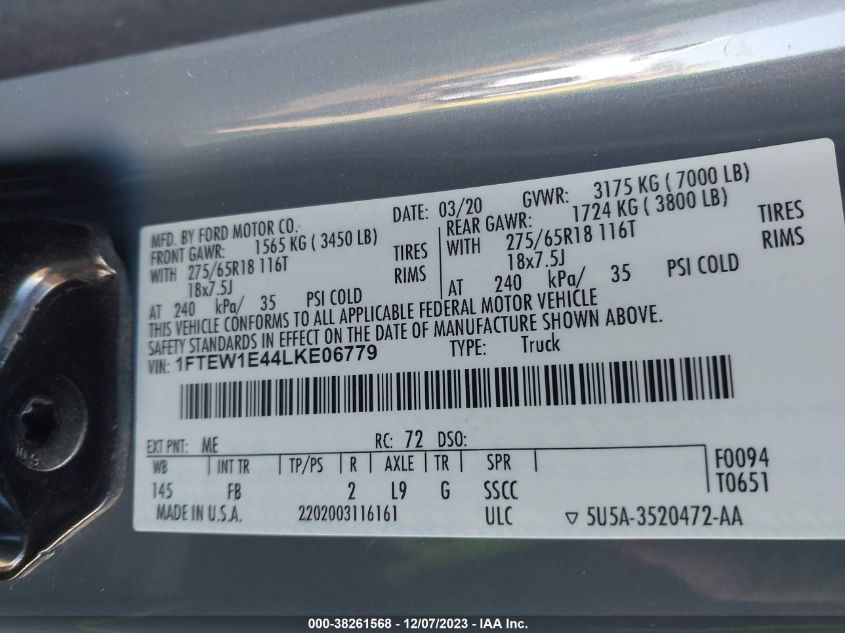 MFD. BY FORD MOTOR CO. DATE: 03/20 GVWR: 3175 KG ( 7000 LB)
FRONT GAWR: 1565 KG ( 3450 LB) REAR GAWR: 1724 KG ( 3800 LB)
WITH 275/65R18 116T TIRES WITH 275/65R18 116T TIRES
18x7.5J RIMS 18x7.5J RIMS
AT 240 kPa/ 35 PSI COLD AT 240 kPa/ 35 PSI COLD
THIS VEHICLE CONFORMS TO ALL APPLICABLE FEDERAL MOTOR VEHICLE
SAFETY STANDARDS IN EFFECT ON THE DATE OF MANUFACTURE SHOWN ABOVE.
VIN: 1FTEW1E44LKE06779 TYPE: Truck
EXT PNT: ME RC: 72 DSO:
WB INT TR TP/PS R AXLE TR SPR F0094
145 FB 2 L9 G SSCC T0651
MADE IN U.S.A. 2202003116161 ULC ▽ 5U5A-3520472-AA
10.9
000-38261568 - 12/07/2023 - IAA Inc.